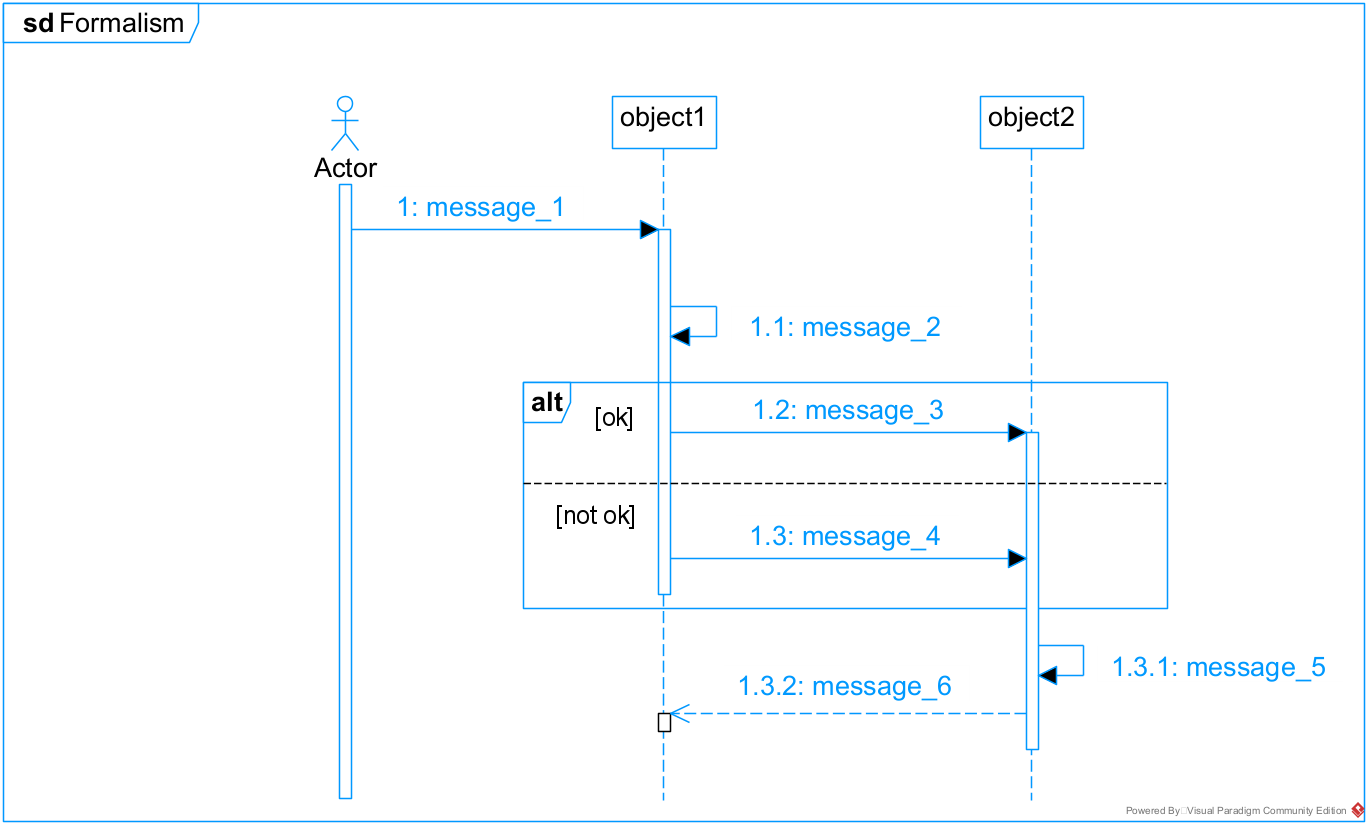 sd Formalism
Actor
object1
object2
1: message_1
1.1: message_2
alt
[ok]
1.2: message_3
[not ok]
1.3: message_4
1.3.1: message_5
1.3.2: message_6
Powered By Visual Paradigm Community Edition